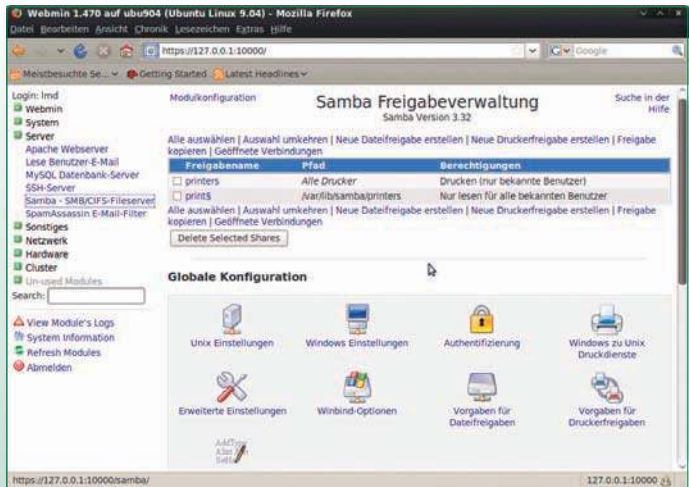 Webmin 1.470 auf ubu904 (Ubuntu Linux 9.04) - Mozilla Firefox
Datei Bearbeiten Ansicht Chronik Lesezeichen Extras Hilfe
https://127.0.0.1:10000/
Google
Meistbesuchte Se...
Getting Started
Latest Headlines
Login: lmd
Webmin
System
Server
Apache Webserver
Lese Benutzer-E-Mail
MySQL Datenbank-Server
SSH-Server
Samba - SMB/CIFS-Fileserver
SpamAssassin E-Mail-Filter
Sonstiges
Netzwerk
Hardware
Cluster
Un-used Modules
Search:
View Module's Logs
System Information
Refresh Modules
Abmelden
Modulkonfiguration
Samba Freigabeverwaltung
Samba Version 3.32
Suche in der
Hilfe
Alle auswählen | Auswahl umkehren | Neue Dateifreigabe erstellen | Neue Druckerfreigabe erstellen | Freigabe
kopieren | Geöffnete Verbindungen
Freigabename Pfad Berechtigungen
printers Alle Drucker Drucken (nur bekannte Benutzer)
print$ /var/lib/samba/printers Nur lesen für alle bekannten Benutzer
Alle auswählen | Auswahl umkehren | Neue Dateifreigabe erstellen | Neue Druckerfreigabe erstellen | Freigabe
kopieren | Geöffnete Verbindungen
Delete Selected Shares
Globale Konfiguration
Unix Einstellungen
Windows Einstellungen
Authentifizierung
Windows zu Unix
Druckdienste
Erweiterte Einstellungen
Winbind-Optionen
Vorgaben für
Dateifreigaben
Vorgaben für
Druckerfreigaben
https://127.0.0.1:10000/samba/
127.0.0.1:10000